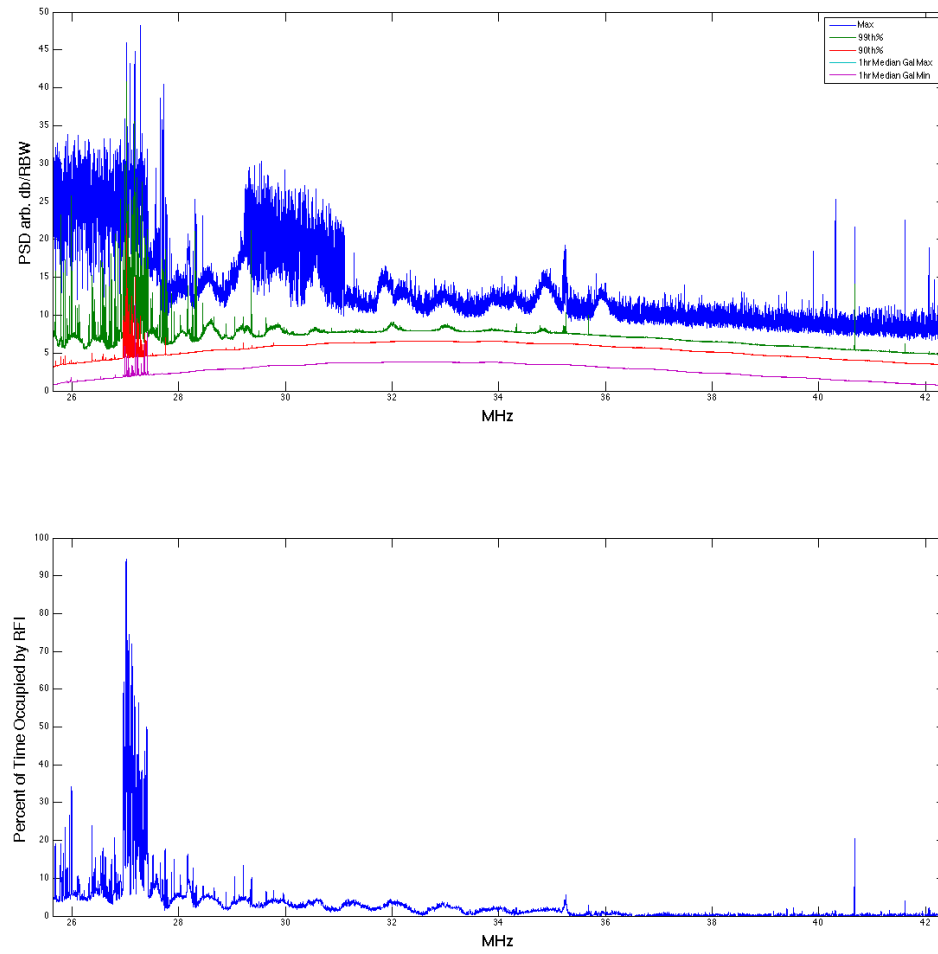 50
45
40
35
30
25
20
15
10
5
0
PSD arb. db/RBW
Max
99th%
90th%
1hr Median Gal Max
1hr Median Gal Min
26 28 30 32 34 36 38 40 42
MHz
100
90
80
70
60
50
40
30
20
10
0
Percent of Time Occupied by RFI
26 28 30 32 34 36 38 40 42
MHz